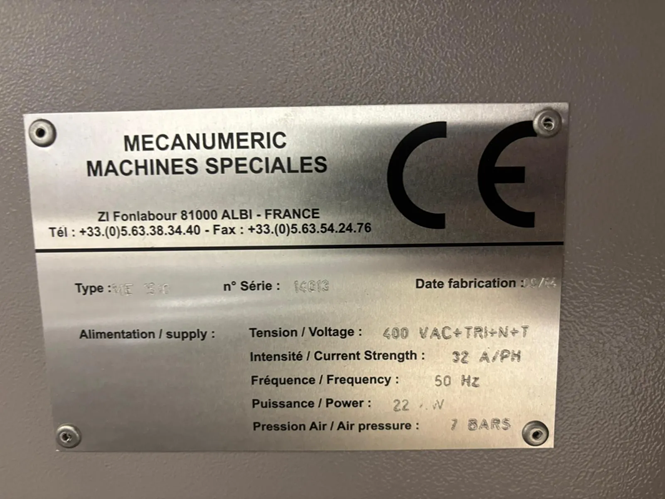 MECANUMERIC
MACHINES SPECIALES
CE
ZI Fonlabour 81000 ALBI - FRANCE
Tél : +33.(0)5.63.38.34.40 - Fax : +33.(0)5.63.54.24.76
Type : n° Série : Date fabrication :
Alimentation / supply : Tension / Voltage : 400 VAC+TRI+N+T
Intensité / Current Strength : 32 A/PH
Fréquence / Frequency : 50 Hz
Puissance / Power : 22
Pression Air / Air pressure : 7 BARS